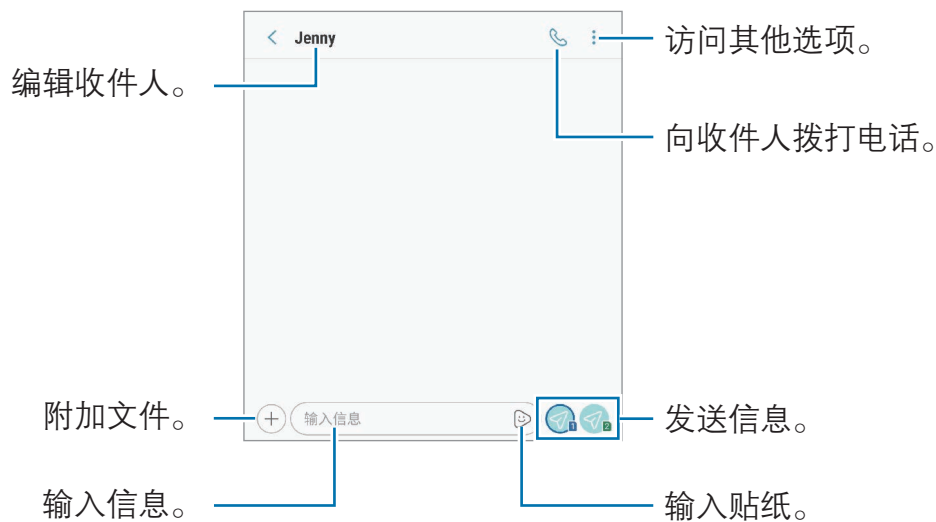 Jenny
访问其他选项。
编辑收件人。
向收件人拨打电话。
附加文件。
输入信息
1
2
发送信息。
输入信息。
输入贴纸。